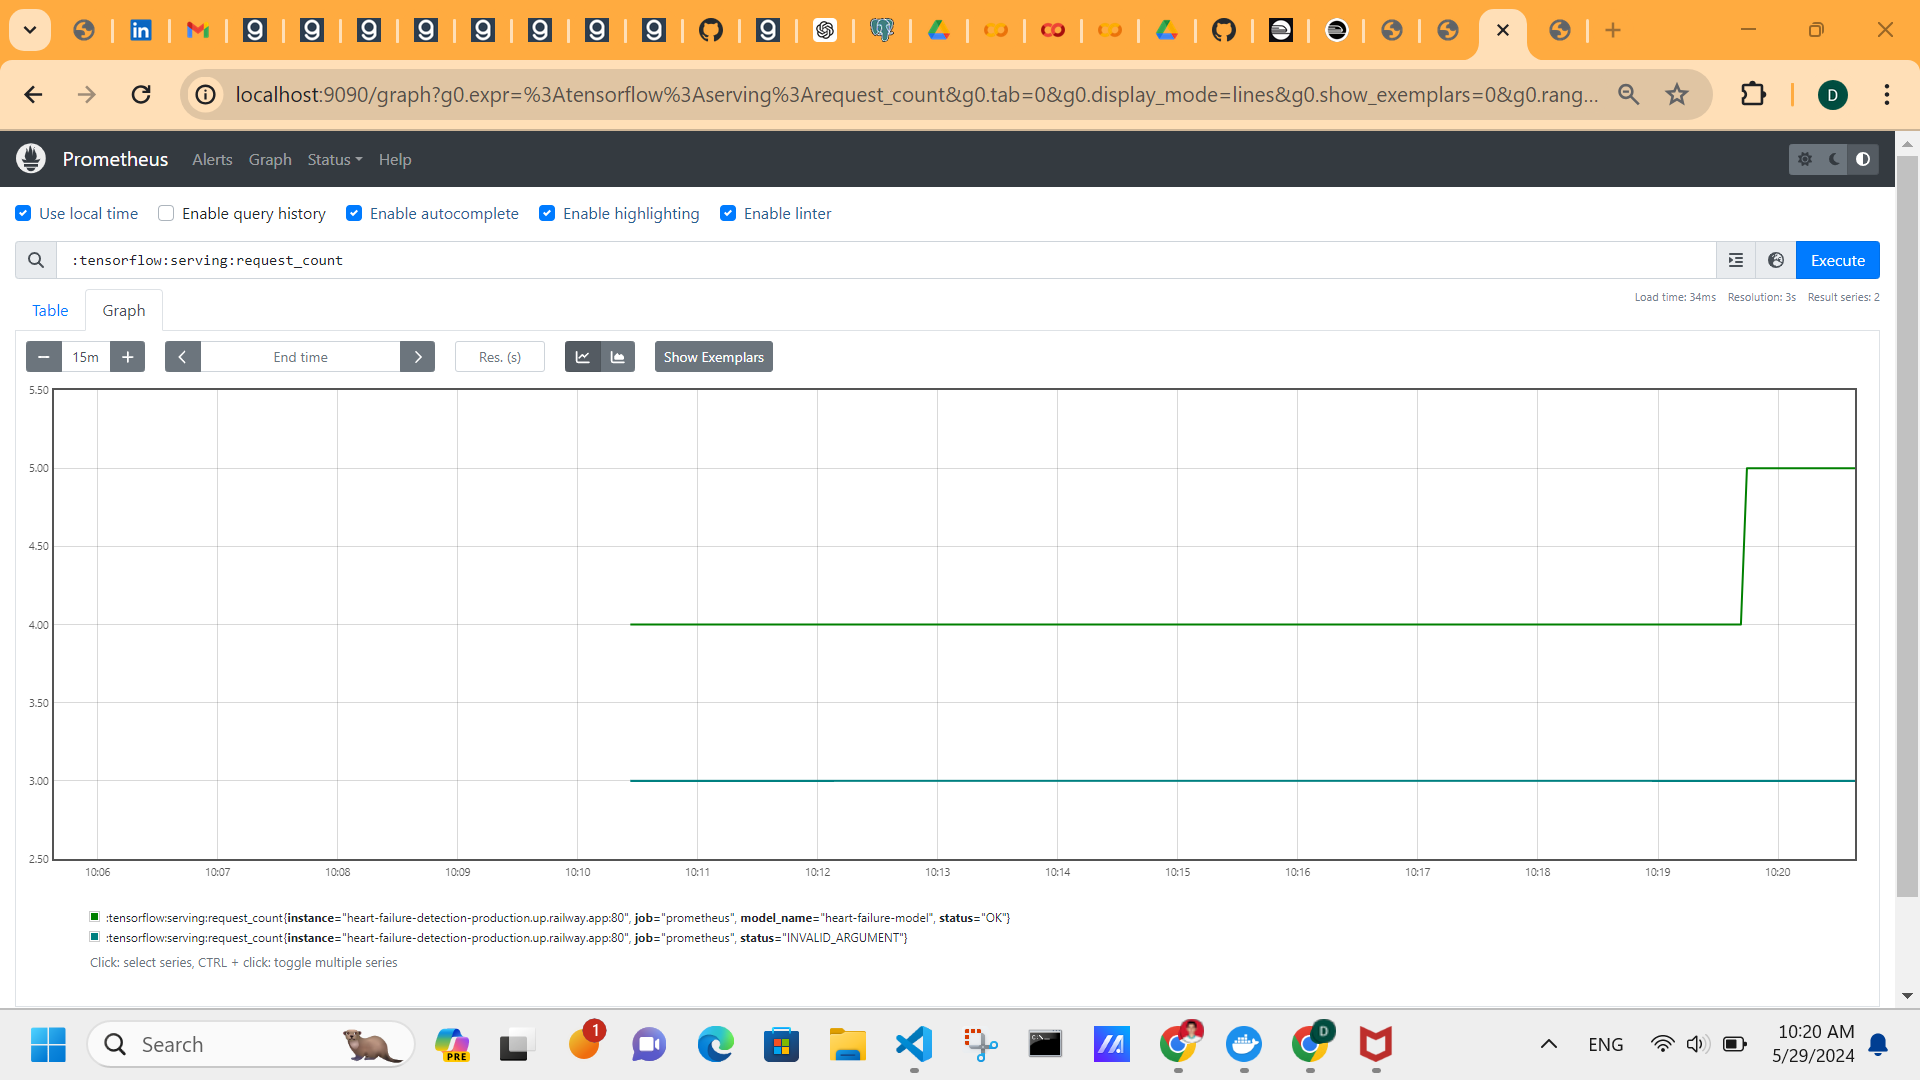 localhost:9090/graph?g0.expr=%3Atensorflow%3Aserving%3Arequest_count&g0.tab=0&g0.display_mode=lines&g0.show_exemplars=0&g0.rang...
D
Prometheus Alerts Graph Status Help
Use local time Enable query history Enable autocomplete Enable highlighting Enable linter
:tensorflow:serving:request_count Execute
Load time: 34ms Resolution: 3s Result series: 2
Table Graph
15m End time Res. (s) Show Exemplars
5.50
5.00
4.50
4.00
3.50
3.00
2.50
10:06 10:07 10:08 10:09 10:10 10:11 10:12 10:13 10:14 10:15 10:16 10:17 10:18 10:19 10:20
:tensorflow:serving:request_count{instance="heart-failure-detection-production.up.railway.app:80", job="prometheus", model_name="heart-failure-model", status="OK"}
:tensorflow:serving:request_count{instance="heart-failure-detection-production.up.railway.app:80", job="prometheus", status="INVALID_ARGUMENT"}
Click: select series, CTRL + click: toggle multiple series
Search PRE 1 D ENG 10:20 AM
5/29/2024